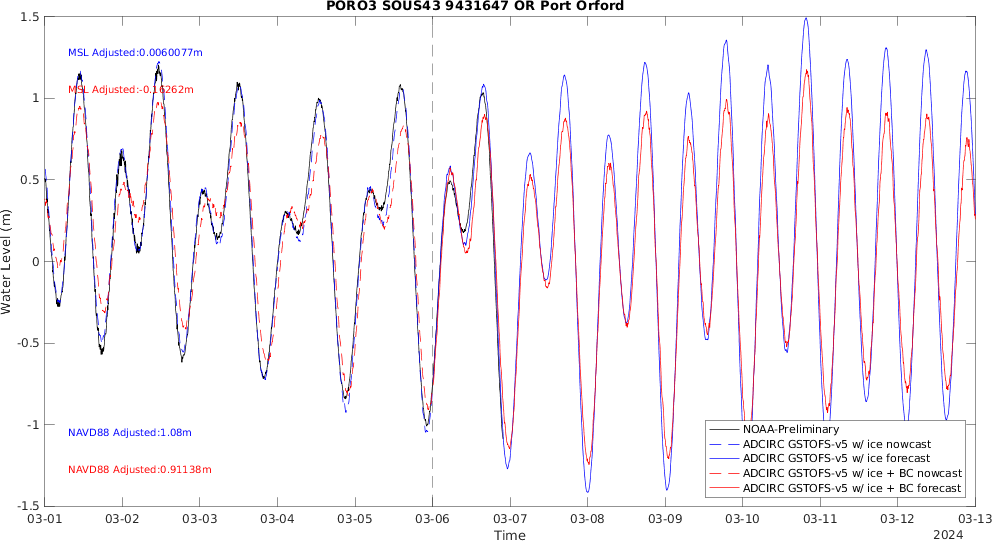 PORO3 SOUS43 9431647 OR Port Orford
1.5
MSL Adjusted:0.0060077m
MSL Adjusted:-0.16262m
1
0.5
0
-0.5
-1
-1.5
Water Level (m)
NAVD88 Adjusted:1.08m
NAVD88 Adjusted:0.91138m
NOAA-Preliminary
ADCIRC GSTOFS-v5 w/ ice nowcast
ADCIRC GSTOFS-v5 w/ ice forecast
ADCIRC GSTOFS-v5 w/ ice + BC nowcast
ADCIRC GSTOFS-v5 w/ ice + BC forecast
03-01 03-02 03-03 03-04 03-05 03-06 03-07 03-08 03-09 03-10 03-11 03-12 03-13
Time
2024